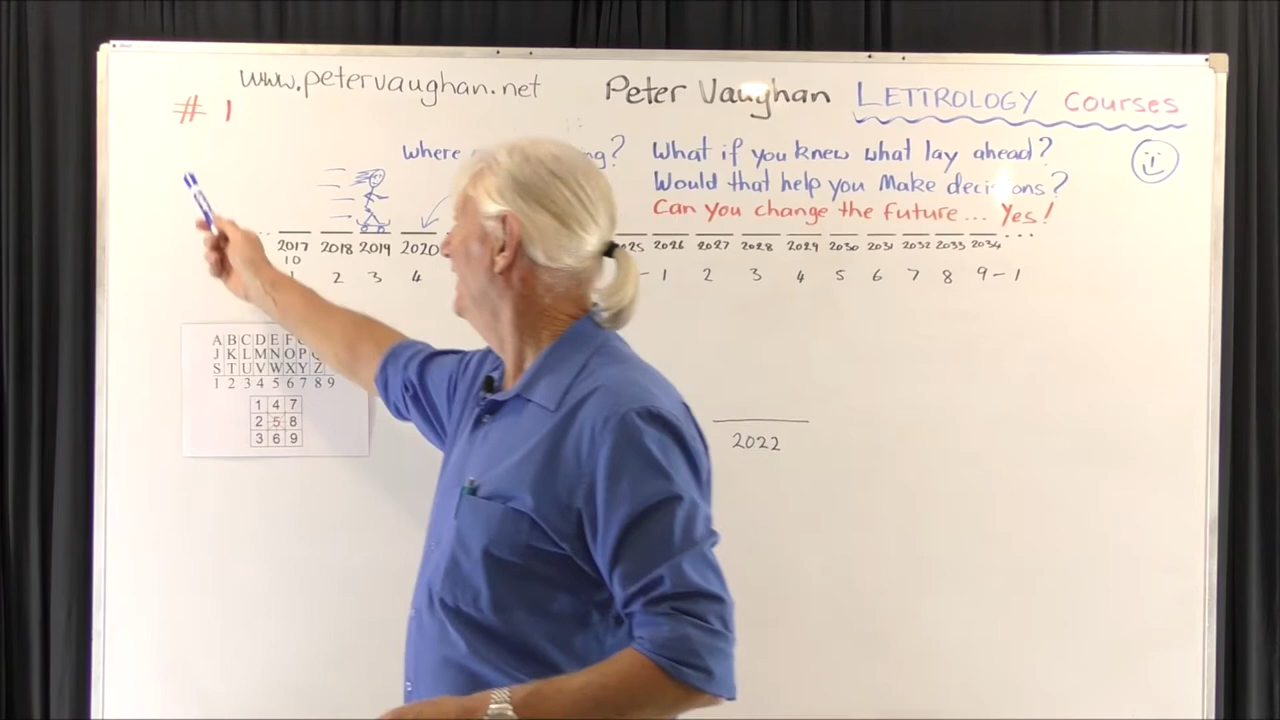 www.petervaughan.net
Peter Vaughan LETTROLOGY Courses
# 1
where ing?
What if you knew what lay ahead?
Would that help you Make decisions?
Can you change the future... Yes!
2017 2018 2019 2020 2026 2027 2028 2029 2030 2031 2032 2033 2034 ...
10
1 2 3 4 - 1 2 3 4 5 6 7 8 9 - 1
A B C D E F
J K L M N O P
S T U V W X Y Z
1 2 3 4 5 6 7 8 9
1 4 7
2 5 8
3 6 9
2022